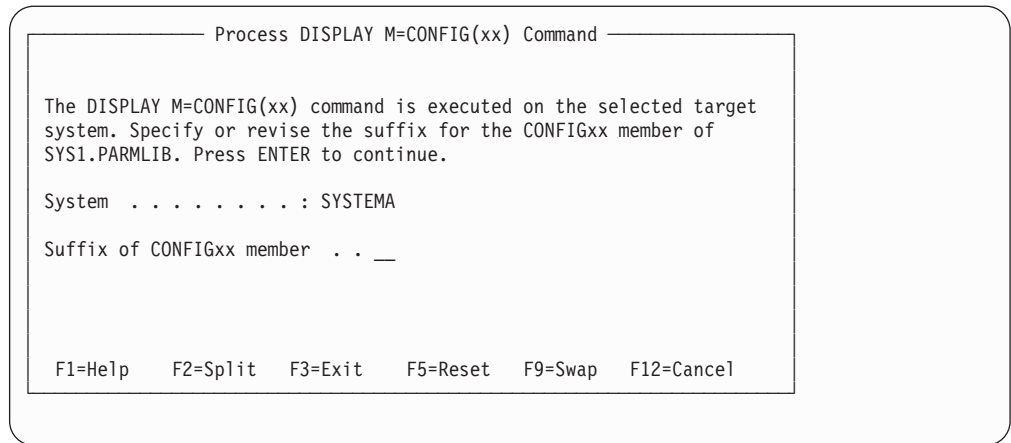 Process DISPLAY M=CONFIG(xx) Command
The DISPLAY M=CONFIG(xx) command is executed on the selected target
system. Specify or revise the suffix for the CONFIGxx member of
SYS1.PARMLIB. Press ENTER to continue.
System . . . . . . . . : SYSTEMA
Suffix of CONFIGxx member . . __
F1=Help F2=Split F3=Exit F5=Reset F9=Swap F12=Cancel